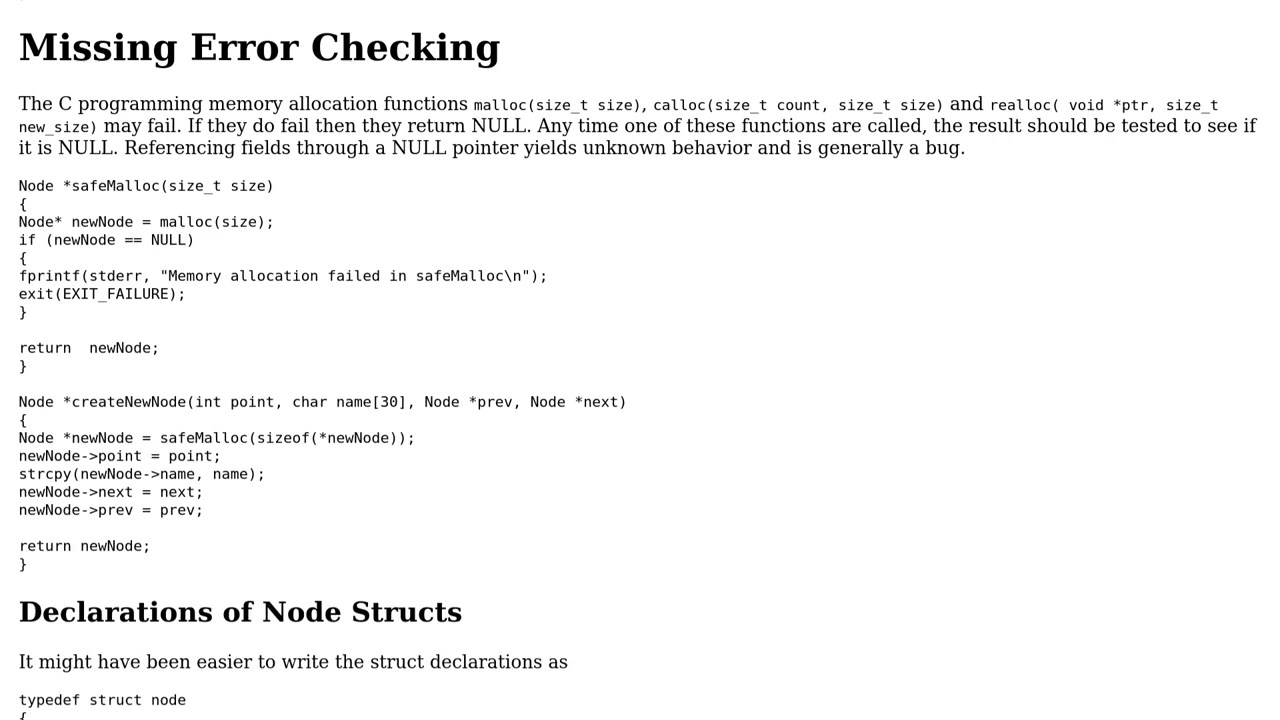 Missing Error Checking
The C programming memory allocation functions malloc(size_t size), calloc(size_t count, size_t size) and realloc( void *ptr, size_t
new_size) may fail. If they do fail then they return NULL. Any time one of these functions are called, the result should be tested to see if
it is NULL. Referencing fields through a NULL pointer yields unknown behavior and is generally a bug.
Node *safeMalloc(size_t size)
{
Node* newNode = malloc(size);
if (newNode == NULL)
{
fprintf(stderr, "Memory allocation failed in safeMalloc\n");
exit(EXIT_FAILURE);
}
return  newNode;
}
Node *createNewNode(int point, char name[30], Node *prev, Node *next)
{
Node *newNode = safeMalloc(sizeof(*newNode));
newNode->point = point;
strcpy(newNode->name, name);
newNode->next = next;
newNode->prev = prev;
return newNode;
}
Declarations of Node Structs
It might have been easier to write the struct declarations as
typedef struct node
{